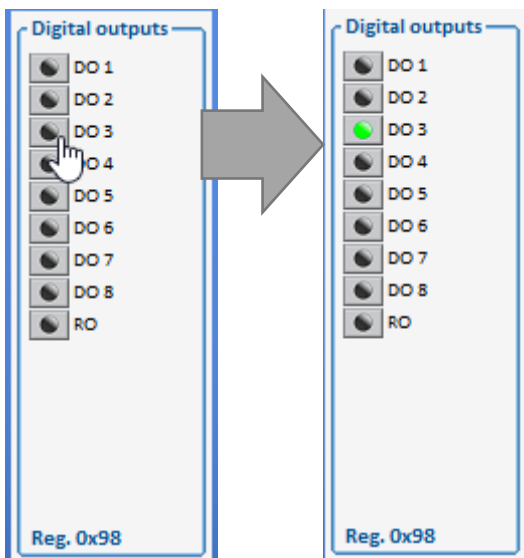 Digital outputs
DO 1
DO 2
DO 3
DO 4
DO 5
DO 6
DO 7
DO 8
RO
Reg. 0x98
Digital outputs
DO 1
DO 2
DO 3
DO 4
DO 5
DO 6
DO 7
DO 8
RO
Reg. 0x98